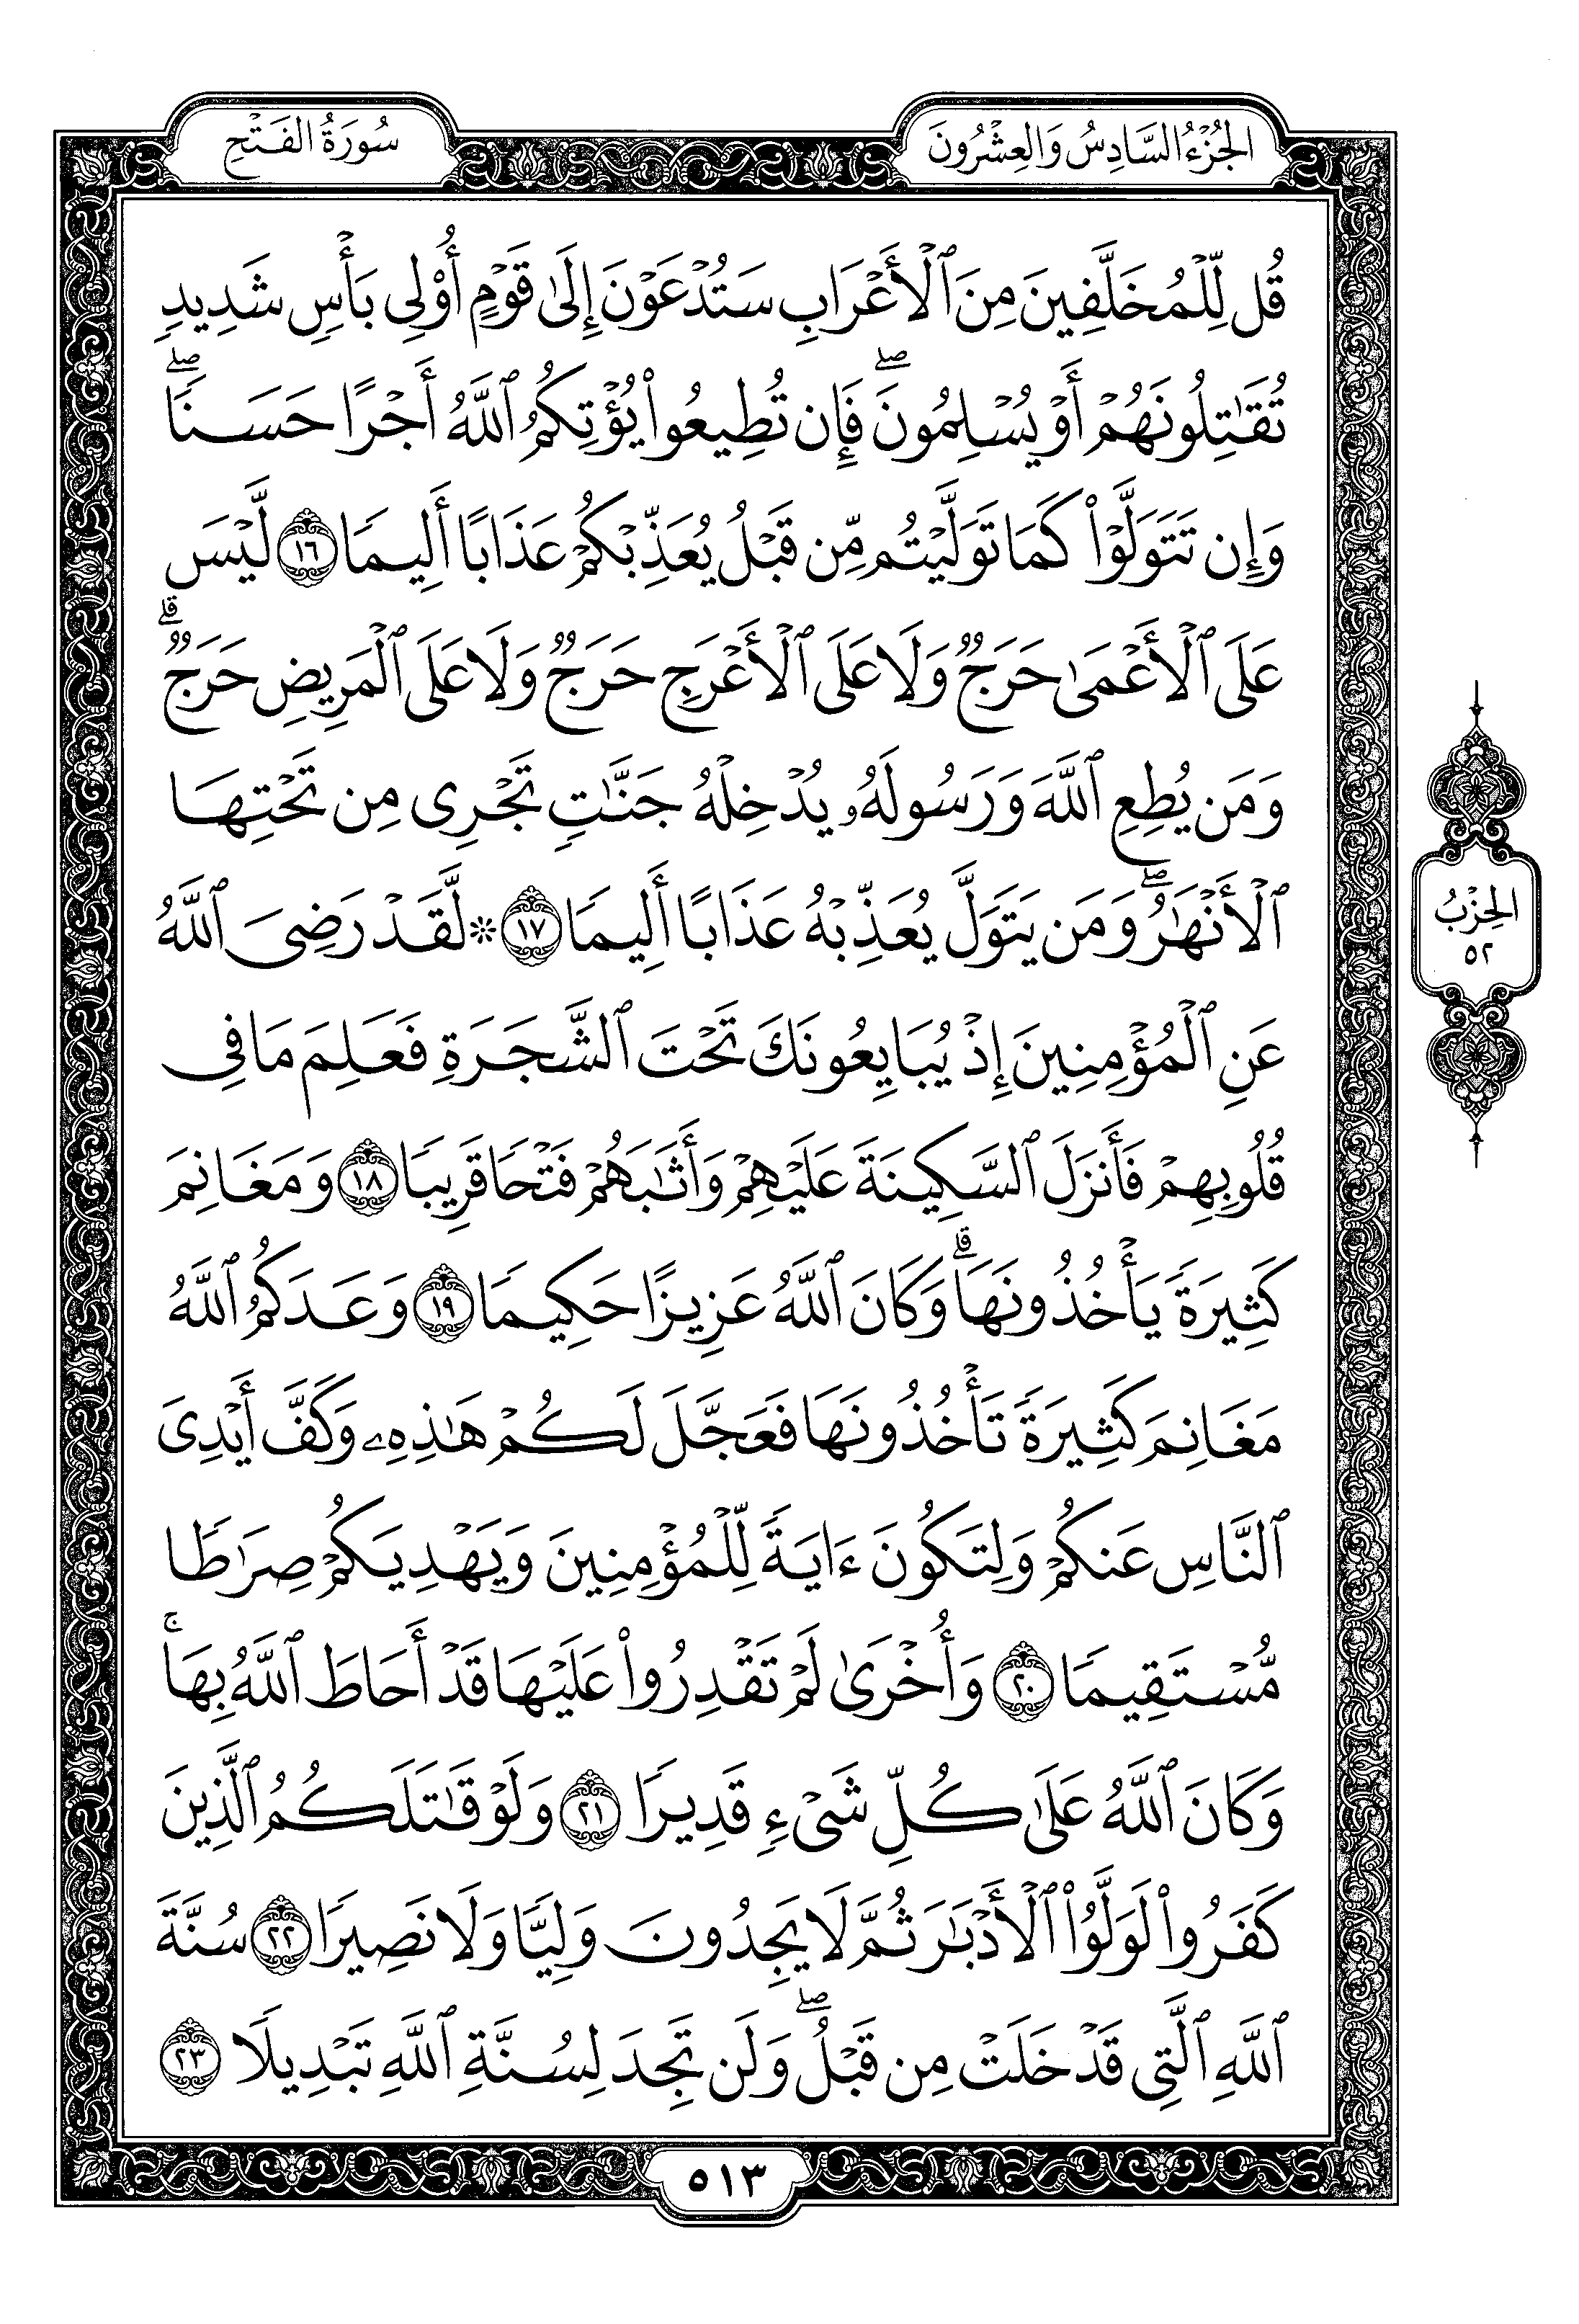 الجُزْءُ السَّادِسُ وَالعِشْرُونَ
سُورَةُ الفَتْحِ
قُل لِّلۡمُخَلَّفِينَ مِنَ ٱلۡأَعۡرَابِ سَتُدۡعَوۡنَ إِلَىٰ قَوۡمٍ أُوْلِي بَأۡسٖ شَدِيدٖ
تُقَٰتِلُونَهُمۡ أَوۡ يُسۡلِمُونَۖ فَإِن تُطِيعُواْ يُؤۡتِكُمُ ٱللَّهُ أَجۡرًا حَسَنٗاۖ
وَإِن تَتَوَلَّوۡاْ كَمَا تَوَلَّيۡتُم مِّن قَبۡلُ يُعَذِّبۡكُمۡ عَذَابًا أَلِيمٗا ١٦ لَّيۡسَ
عَلَى ٱلۡأَعۡمَىٰ حَرَجٞ وَلَا عَلَى ٱلۡأَعۡرَجِ حَرَجٞ وَلَا عَلَى ٱلۡمَرِيضِ حَرَجٞۗ
وَمَن يُطِعِ ٱللَّهَ وَرَسُولَهُۥ يُدۡخِلۡهُ جَنَّٰتٖ تَجۡرِي مِن تَحۡتِهَا
ٱلۡأَنۡهَٰرُۖ وَمَن يَتَوَلَّ يُعَذِّبۡهُ عَذَابًا أَلِيمٗا ١٧ ۞ لَّقَدۡ رَضِيَ ٱللَّهُ
عَنِ ٱلۡمُؤۡمِنِينَ إِذۡ يُبَايِعُونَكَ تَحۡتَ ٱلشَّجَرَةِ فَعَلِمَ مَا فِي
قُلُوبِهِمۡ فَأَنزَلَ ٱلسَّكِينَةَ عَلَيۡهِمۡ وَأَثَٰبَهُمۡ فَتۡحٗا قَرِيبٗا ١٨ وَمَغَانِمَ
كَثِيرَةٗ يَأۡخُذُونَهَاۗ وَكَانَ ٱللَّهُ عَزِيزًا حَكِيمٗا ١٩ وَعَدَكُمُ ٱللَّهُ
مَغَانِمَ كَثِيرَةٗ تَأۡخُذُونَهَا فَعَجَّلَ لَكُمۡ هَٰذِهِۦ وَكَفَّ أَيۡدِيَ
ٱلنَّاسِ عَنكُمۡ وَلِتَكُونَ ءَايَةٗ لِّلۡمُؤۡمِنِينَ وَيَهۡدِيَكُمۡ صِرَٰطٗا
مُّسۡتَقِيمٗا ٢٠ وَأُخۡرَىٰ لَمۡ تَقۡدِرُواْ عَلَيۡهَا قَدۡ أَحَاطَ ٱللَّهُ بِهَاۚ
وَكَانَ ٱللَّهُ عَلَىٰ كُلِّ شَيۡءٖ قَدِيرٗا ٢١ وَلَوۡ قَٰتَلَكُمُ ٱلَّذِينَ
كَفَرُواْ لَوَلَّوُاْ ٱلۡأَدۡبَٰرَ ثُمَّ لَا يَجِدُونَ وَلِيّٗا وَلَا نَصِيرٗا ٢٢ سُنَّةَ
ٱللَّهِ ٱلَّتِي قَدۡ خَلَتۡ مِن قَبۡلُۖ وَلَن تَجِدَ لِسُنَّةِ ٱللَّهِ تَبۡدِيلٗا ٢٣
الحِزْبُ
٥٢
٥١٣